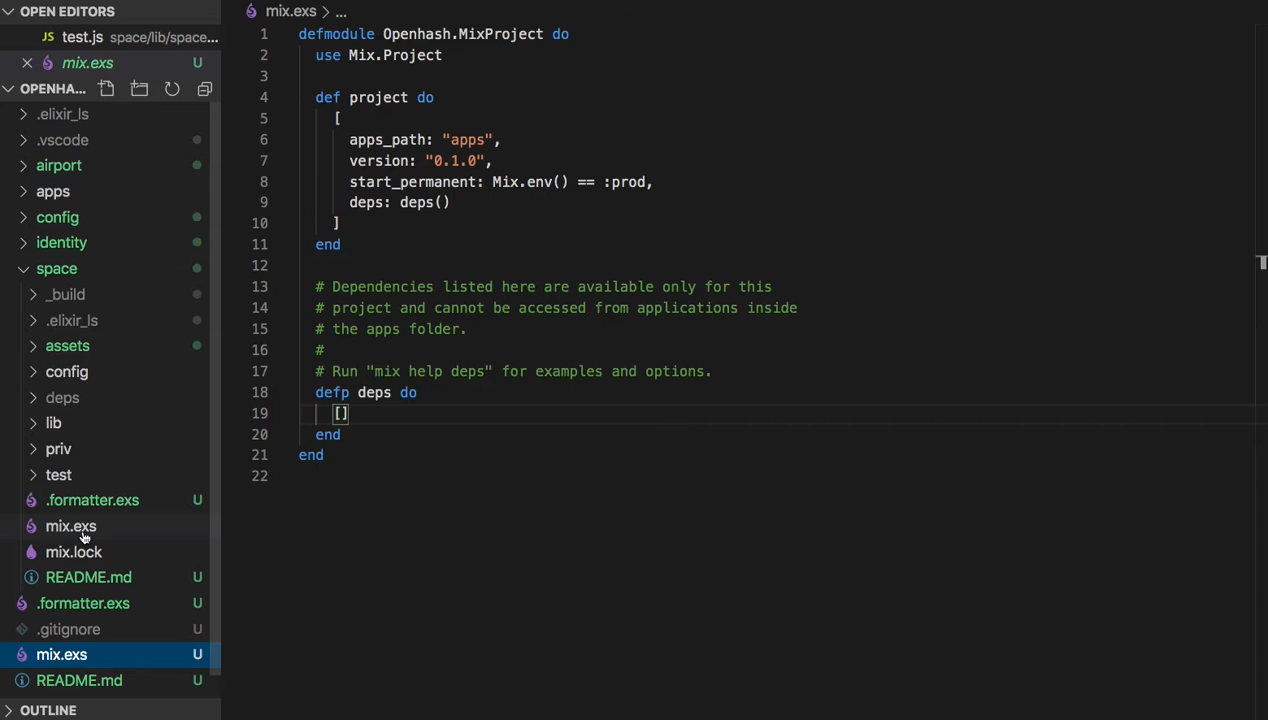 OPEN EDITORS
JS test.js space/lib/space...
mix.exs U
OPENHA...
.elixir_ls
.vscode
airport
apps
config
identity
space
_build
.elixir_ls
assets
config
deps
lib
priv
test
.formatter.exs U
mix.exs
mix.lock
README.md U
.formatter.exs U
.gitignore U
mix.exs U
README.md U
OUTLINE
mix.exs > ...
1 defmodule Openhash.MixProject do
2 use Mix.Project
3
4 def project do
5 [
6 apps_path: "apps",
7 version: "0.1.0",
8 start_permanent: Mix.env() == :prod,
9 deps: deps()
10 ]
11 end
12
13 # Dependencies listed here are available only for this
14 # project and cannot be accessed from applications inside
15 # the apps folder.
16 #
17 # Run "mix help deps" for examples and options.
18 defp deps do
19 []
20 end
21 end
22